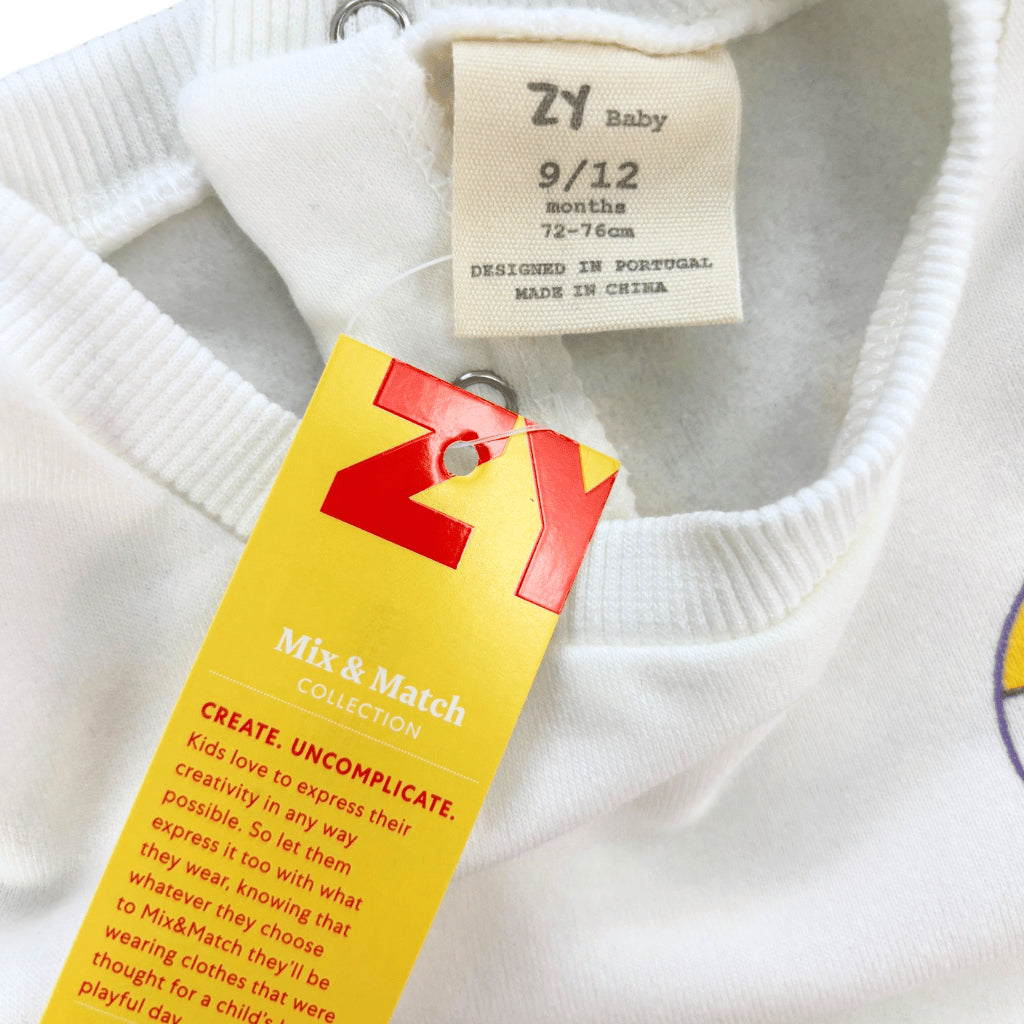 ZY Baby
9/12
months
72-76cm
DESIGNED IN PORTUGAL
MADE IN CHINA
ZY
Mix & Match
COLLECTION
CREATE. UNCOMPLICATE.
Kids love to express their
creativity in any way
possible. So let them
express it too with what
they wear, knowing that
whatever they choose
to Mix&Match they'll be
wearing clothes that were
thought for a child's
playful day